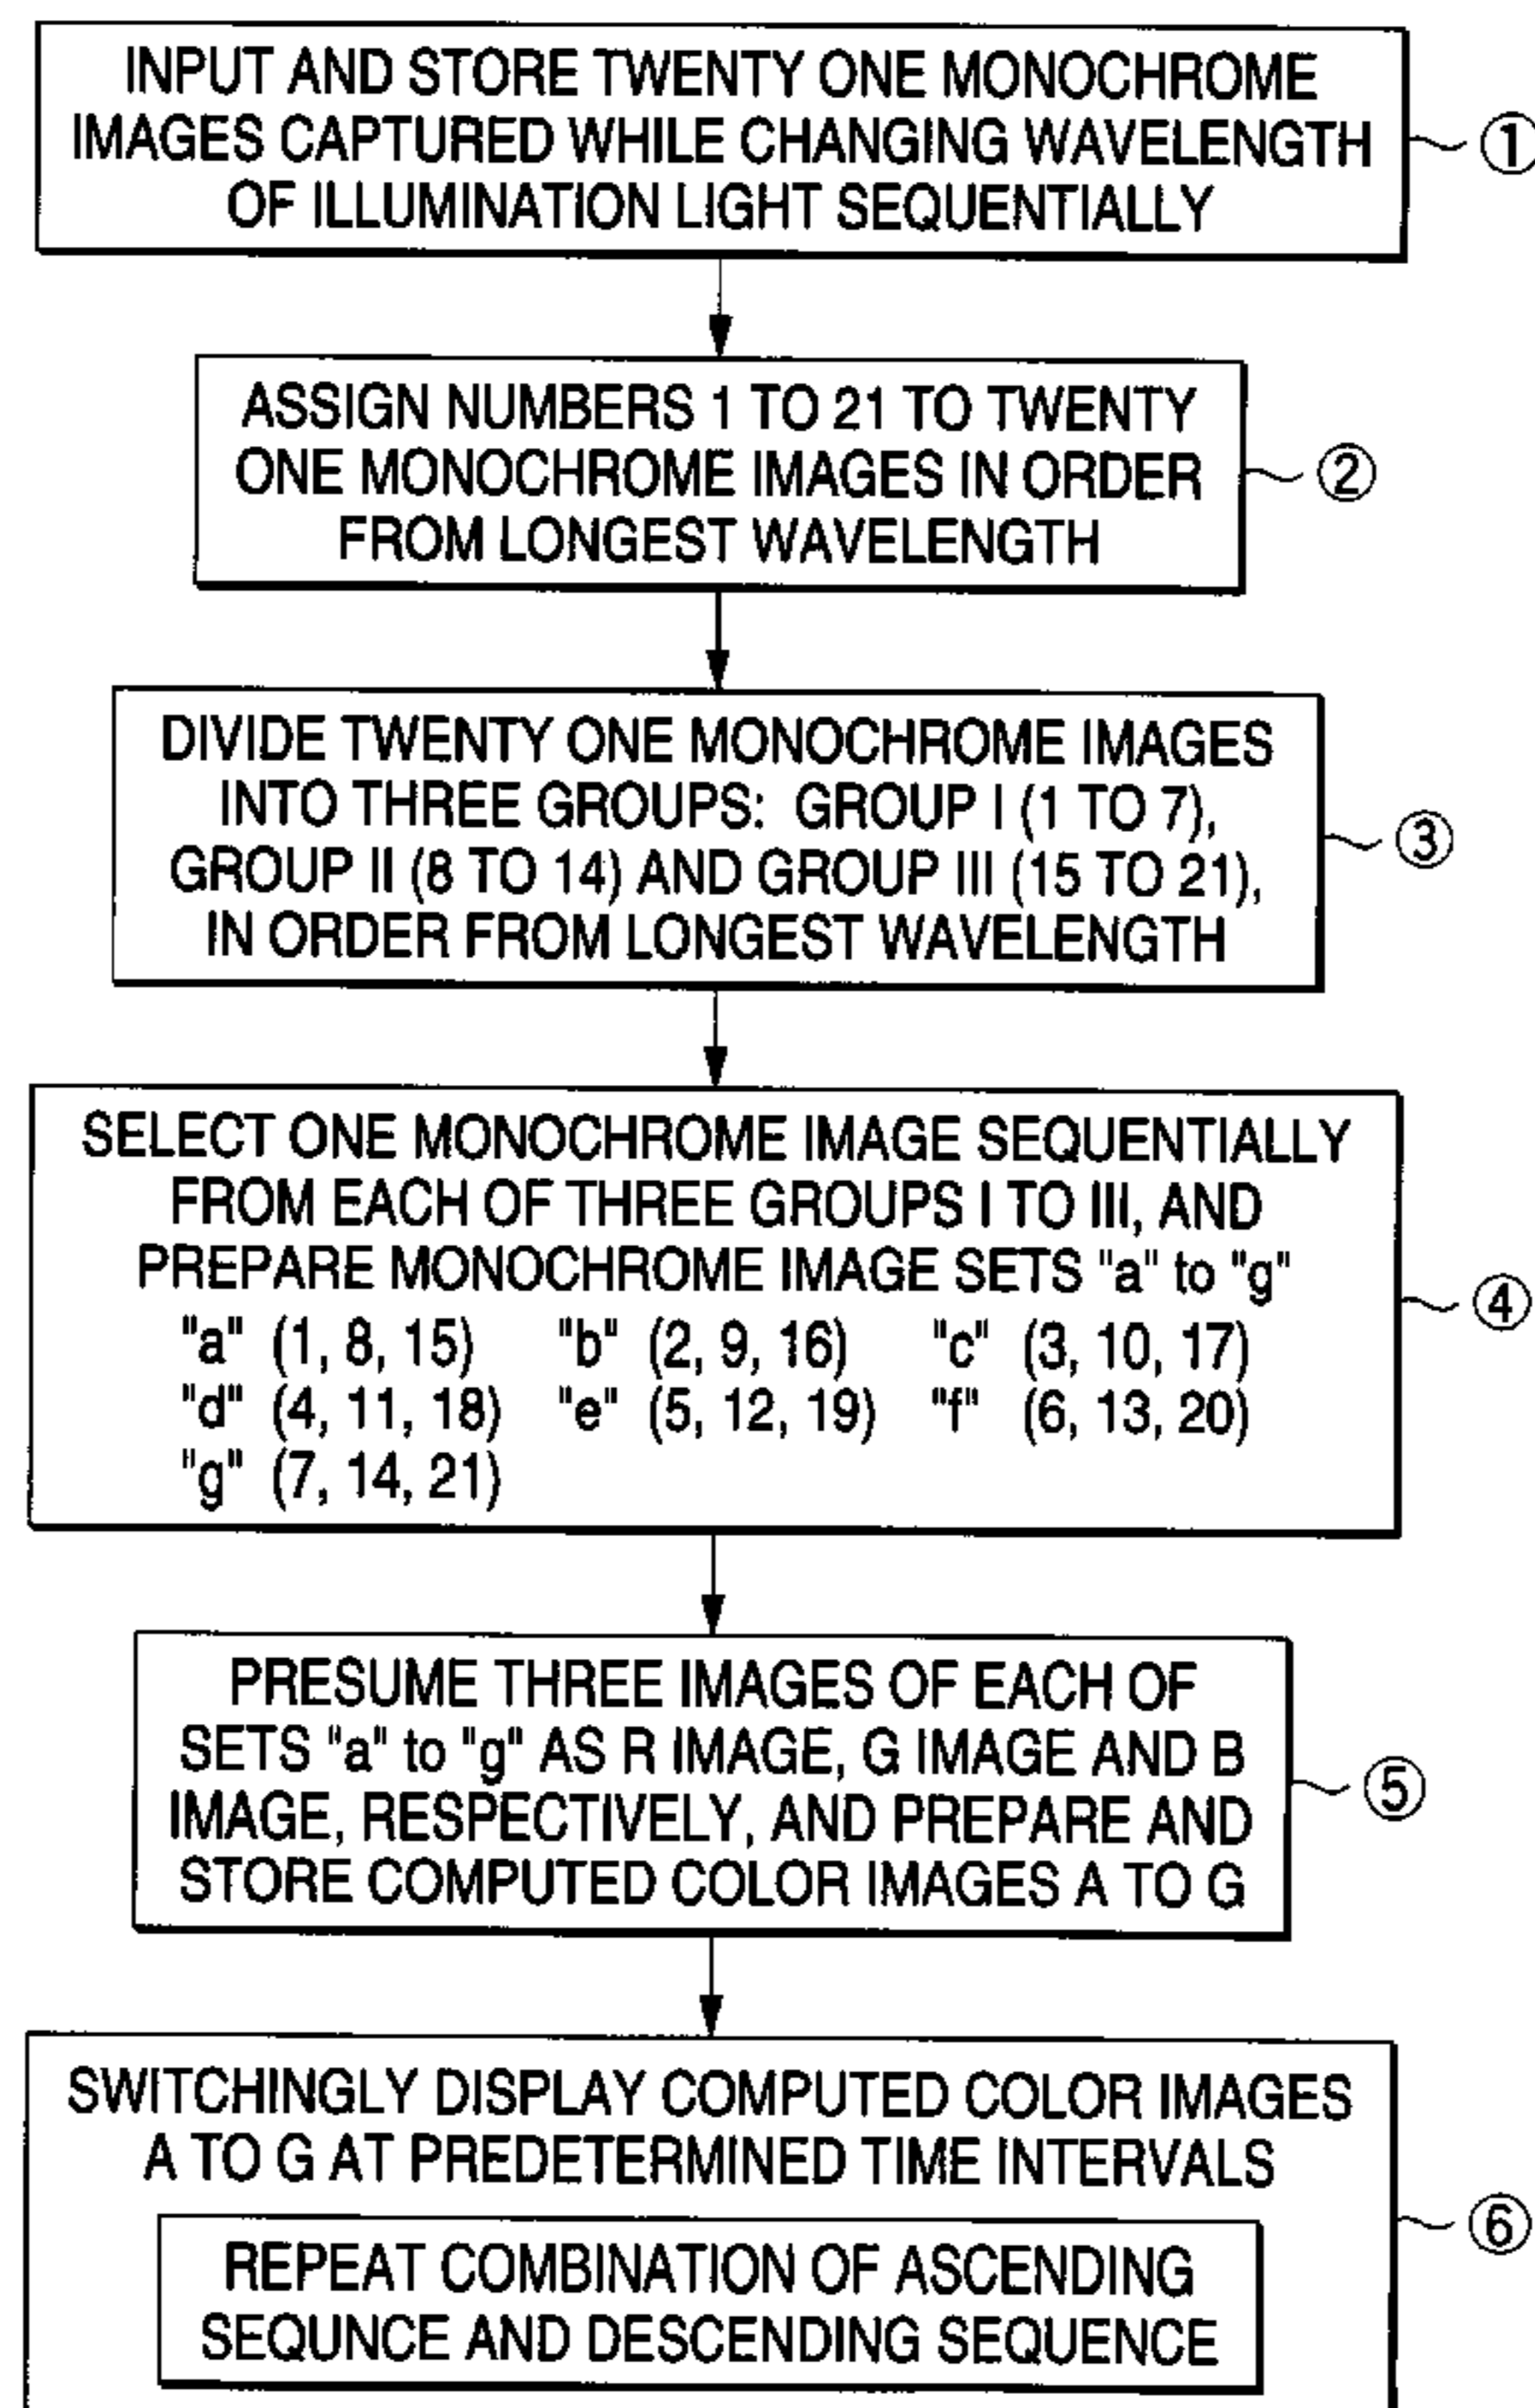 INPUT AND STORE TWENTY ONE MONOCHROME
IMAGES CAPTURED WHILE CHANGING WAVELENGTH
OF ILLUMINATION LIGHT SEQUENTIALLY
①
ASSIGN NUMBERS 1 TO 21 TO TWENTY
ONE MONOCHROME IMAGES IN ORDER
FROM LONGEST WAVELENGTH
②
DIVIDE TWENTY ONE MONOCHROME IMAGES
INTO THREE GROUPS: GROUP I (1 TO 7),
GROUP II (8 TO 14) AND GROUP III (15 TO 21),
IN ORDER FROM LONGEST WAVELENGTH
③
SELECT ONE MONOCHROME IMAGE SEQUENTIALLY
FROM EACH OF THREE GROUPS I TO III, AND
PREPARE MONOCHROME IMAGE SETS "a" to "g"
"a" (1, 8, 15) "b" (2, 9, 16) "c" (3, 10, 17)
"d" (4, 11, 18) "e" (5, 12, 19) "f" (6, 13, 20)
"g" (7, 14, 21)
④
PRESUME THREE IMAGES OF EACH OF
SETS "a" to "g" AS R IMAGE, G IMAGE AND B
IMAGE, RESPECTIVELY, AND PREPARE AND
STORE COMPUTED COLOR IMAGES A TO G
⑤
SWITCHINGLY DISPLAY COMPUTED COLOR IMAGES
A TO G AT PREDETERMINED TIME INTERVALS
⑥
REPEAT COMBINATION OF ASCENDING
SEQUNCE AND DESCENDING SEQUENCE